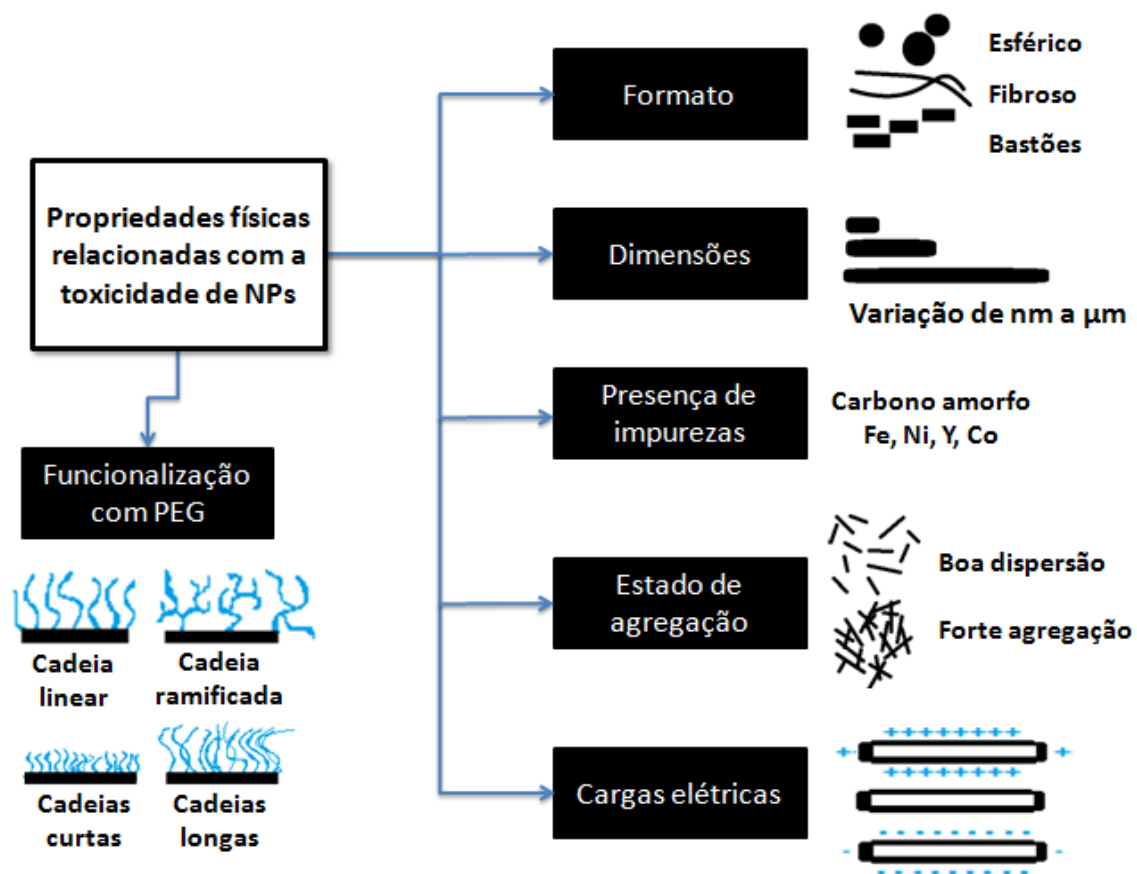 Propriedades físicas
relacionadas com a
toxicidade de NPs
Funcionalização
com PEG
Cadeia
linear
Cadeia
ramificada
Cadeias
curtas
Cadeias
longas
Formato
Esférico
Fibroso
Bastões
Dimensões
Variação de nm a μm
Presença de
impurezas
Carbono amorfo
Fe, Ni, Y, Co
Estado de
agregação
Boa dispersão
Forte agregação
Cargas elétricas
++++++++
+ +
++++++++
- - - - - - - -
- -
- - - - - - - - -